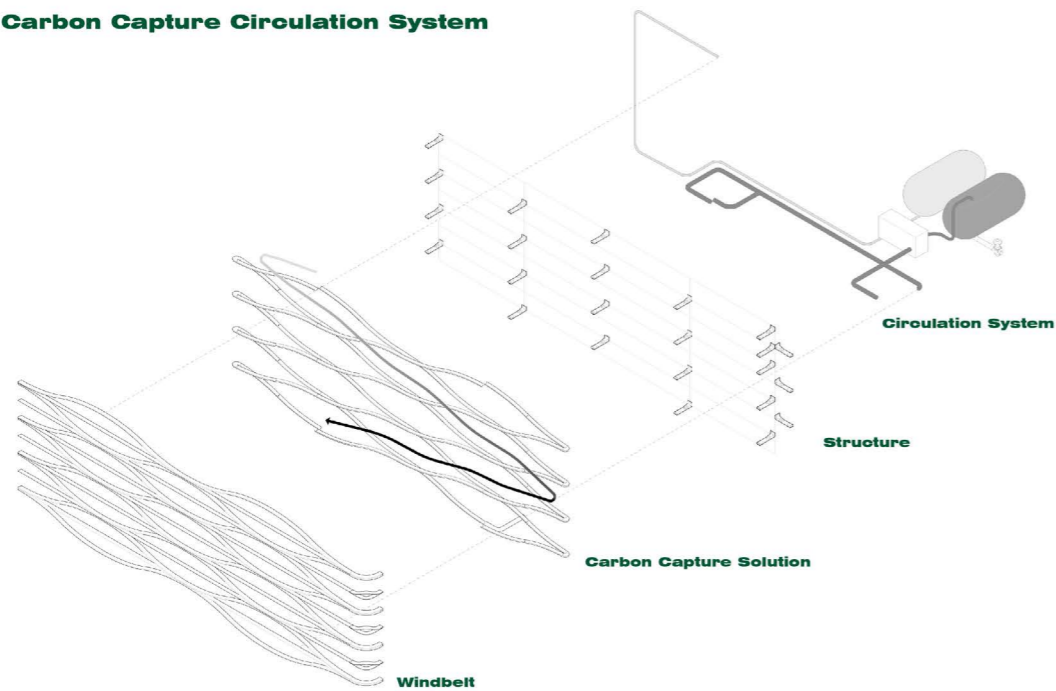 Carbon Capture Circulation System
Circulation System
Structure
Carbon Capture Solution
Windbelt